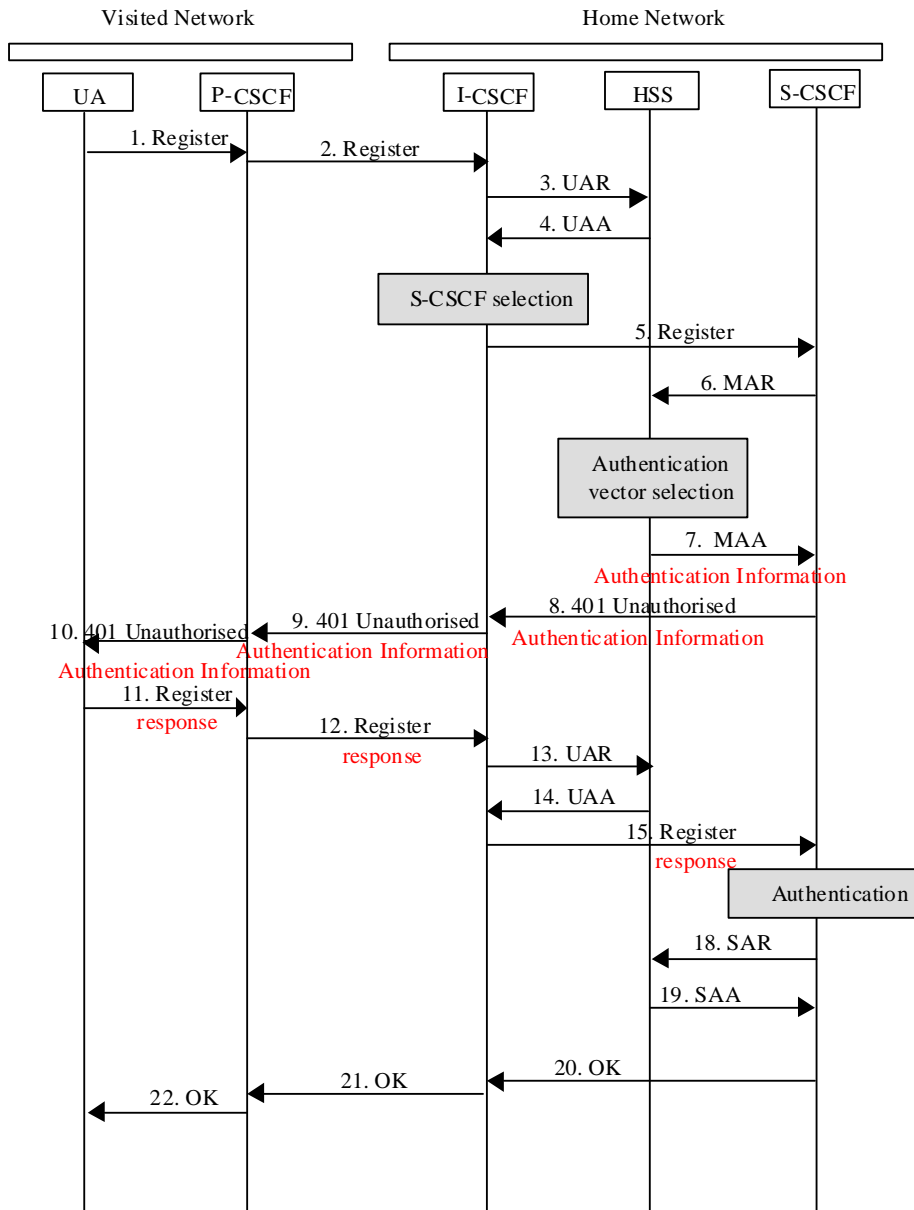 Visited Network
Home Network
UA
P-CSCF
I-CSCF
HSS
S-CSCF
1. Register
2. Register
3. UAR
4. UAA
S-CSCF selection
5. Register
6. MAR
Authentication
vector selection
7. MAA
Authentication Information
8. 401 Unauthorised
Authentication Information
9. 401 Unauthorised
Authentication Information
10. 401 Unauthorised
Authentication Information
11. Register
response
12. Register
response
13. UAR
14. UAA
15. Register
response
Authentication
18. SAR
19. SAA
20. OK
21. OK
22. OK